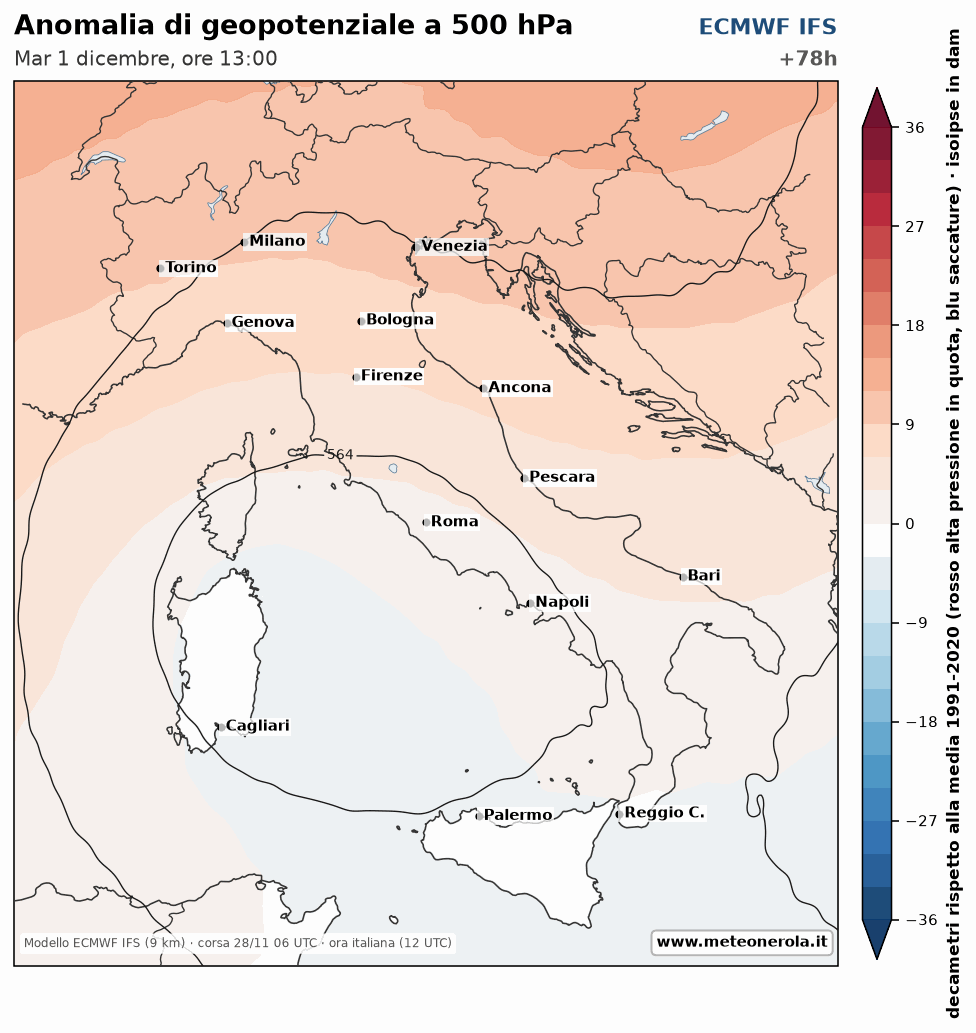 Anomalia di geopotenziale a 500 hPa
ECMWF IFS
Mar 1 dicembre, ore 13:00
+78h
Milano
Venezia
Torino
Genova
Bologna
Firenze
Ancona
564
Pescara
Roma
Bari
Napoli
Cagliari
Palermo
Reggio C.
Modello ECMWF IFS (9 km) · corsa 28/11 06 UTC · ora italiana (12 UTC)
www.meteonerola.it
36
27
18
9
0
−9
−18
−27
−36
decametri rispetto alla media 1991-2020 (rosso alta pressione in quota, blu saccature) · isoipse in dam